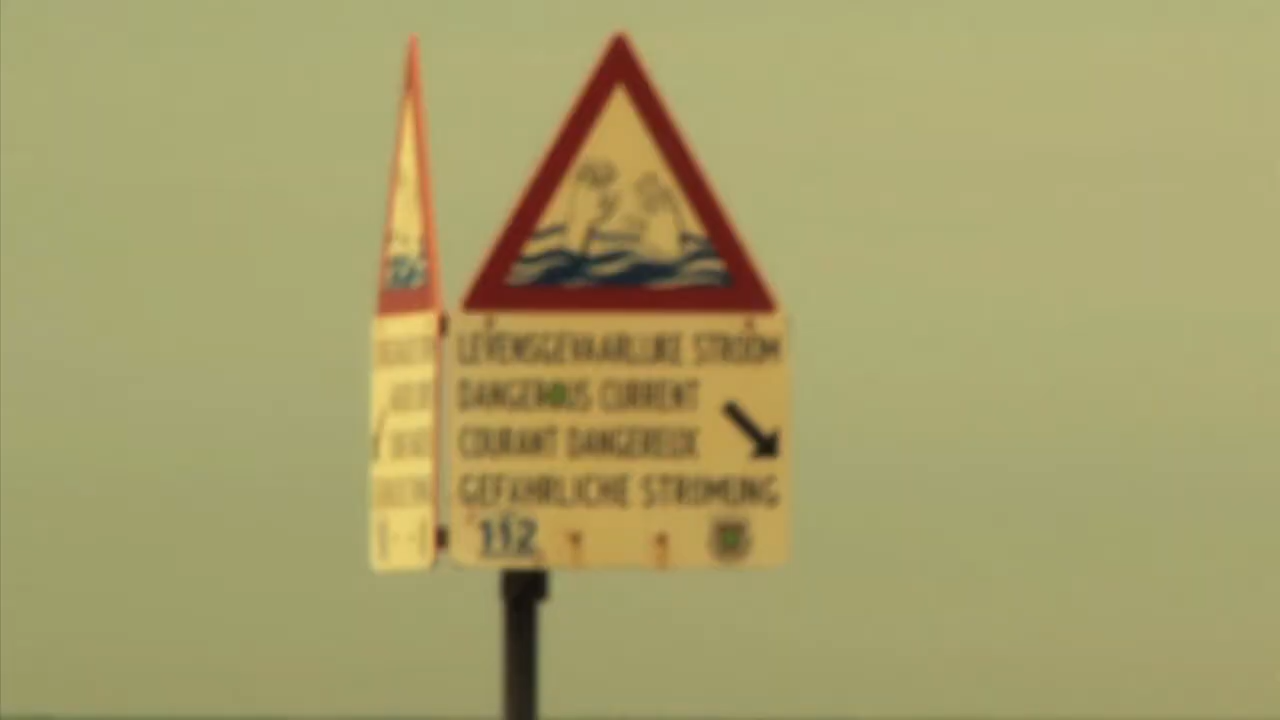 LEVENSGEVAARLIJKE STROOM
DANGEROUS CURRENT
COURANT DANGEREUX
GEFÄHRLICHE STRÖMUNG
112